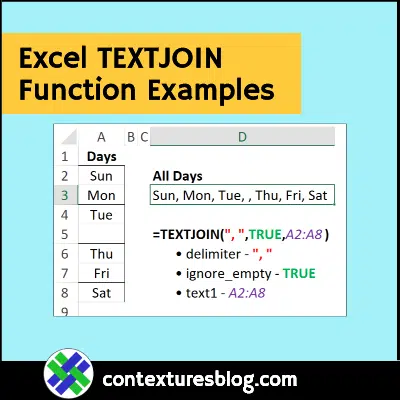 Excel TEXTJOIN
Function Examples
A B C D
1 Days
2 Sun All Days
3 Mon Sun, Mon, Tue, , Thu, Fri, Sat
4 Tue
5 =TEXTJOIN(", ",TRUE,A2:A8)
6 Thu • delimiter - ", "
7 Fri • ignore_empty - TRUE
8 Sat • text1 - A2:A8
9
contexturesblog.com